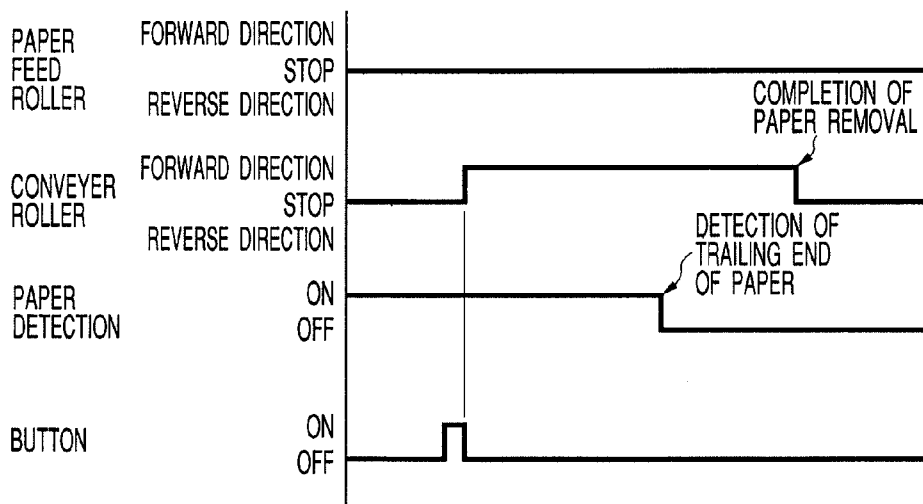 PAPER
FEED
ROLLER
FORWARD DIRECTION
STOP
REVERSE DIRECTION
COMPLETION OF
PAPER REMOVAL
CONVEYER
ROLLER
FORWARD DIRECTION
STOP
REVERSE DIRECTION
DETECTION OF
TRAILING END
OF PAPER
PAPER
DETECTION
ON
OFF
BUTTON
ON
OFF